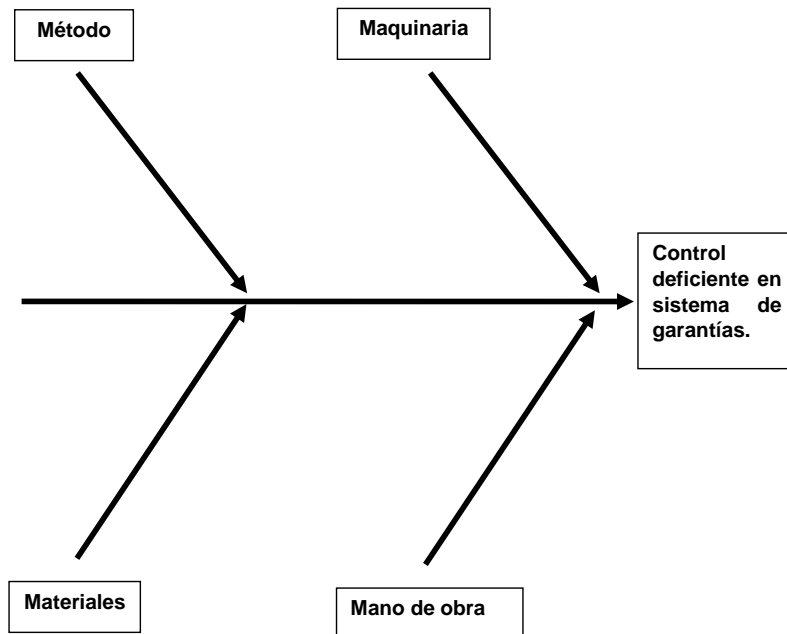 Método
Maquinaria
Control
deficiente en
sistema de
garantías.
Materiales
Mano de obra